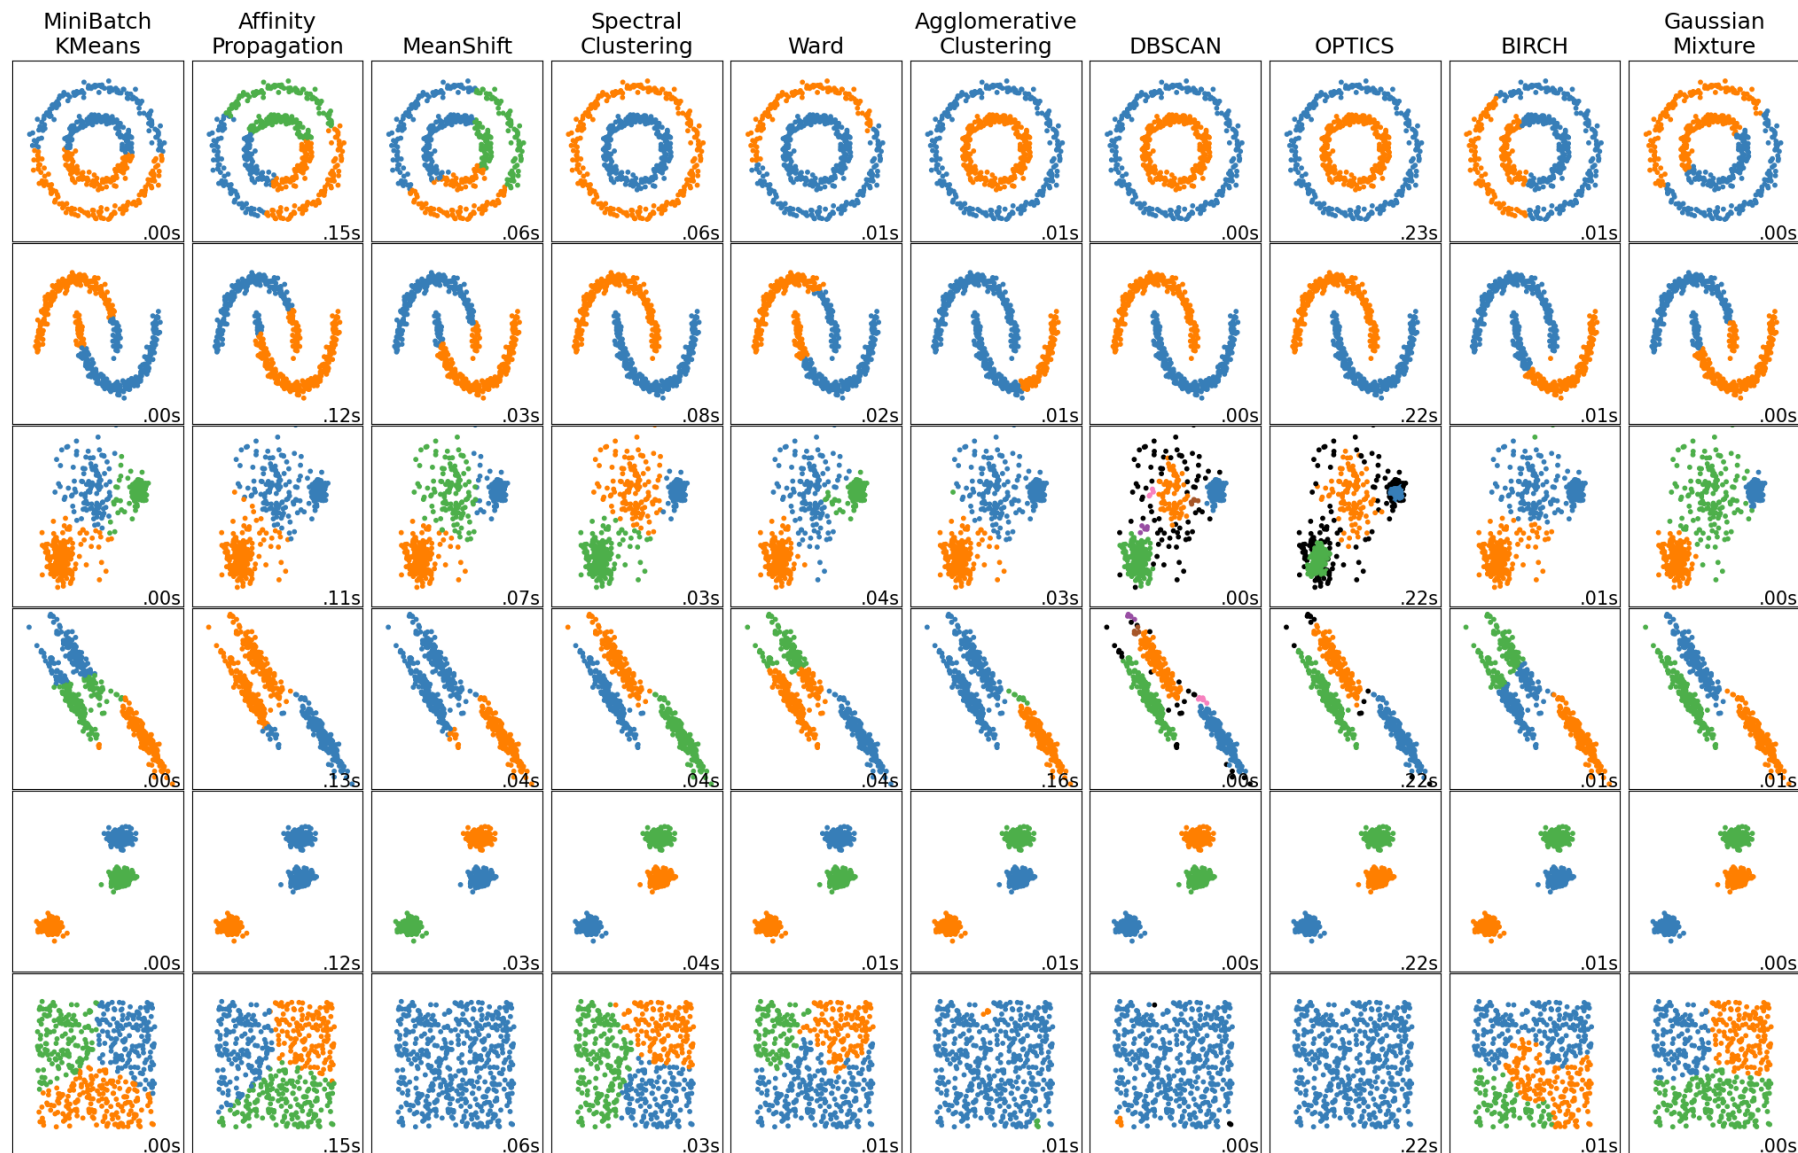 MiniBatch
KMeans
Affinity
Propagation
MeanShift
Spectral
Clustering
Ward
Agglomerative
Clustering
DBSCAN
OPTICS
BIRCH
Gaussian
Mixture
.00s
.15s
.06s
.06s
.01s
.01s
.00s
.23s
.01s
.00s
.00s
.12s
.03s
.08s
.02s
.01s
.00s
.22s
.01s
.00s
.00s
.11s
.07s
.03s
.04s
.03s
.00s
.22s
.01s
.00s
.00s
.13s
.04s
.04s
.04s
.16s
.00s
.22s
.01s
.01s
.00s
.12s
.03s
.04s
.01s
.01s
.00s
.22s
.01s
.00s
.00s
.15s
.06s
.03s
.01s
.01s
.00s
.22s
.01s
.00s